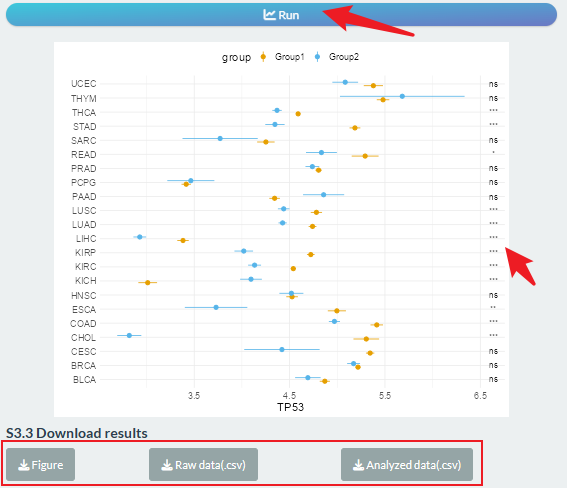 Run
group Group1 Group2
UCEC ns
THYM ns
THCA ***
STAD ***
SARC ns
READ *
PRAD ns
PCPG ns
PAAD ns
LUSC ***
LUAD ***
LIHC ***
KIRP ***
KIRC ***
KICH ***
HNSC ns
ESCA **
COAD ***
CHOL ***
CESC ns
BRCA ns
BLCA ns
3.5 4.5 5.5 6.5
TP53
S3.3 Download results
Figure Raw data(.csv) Analyzed data(.csv)